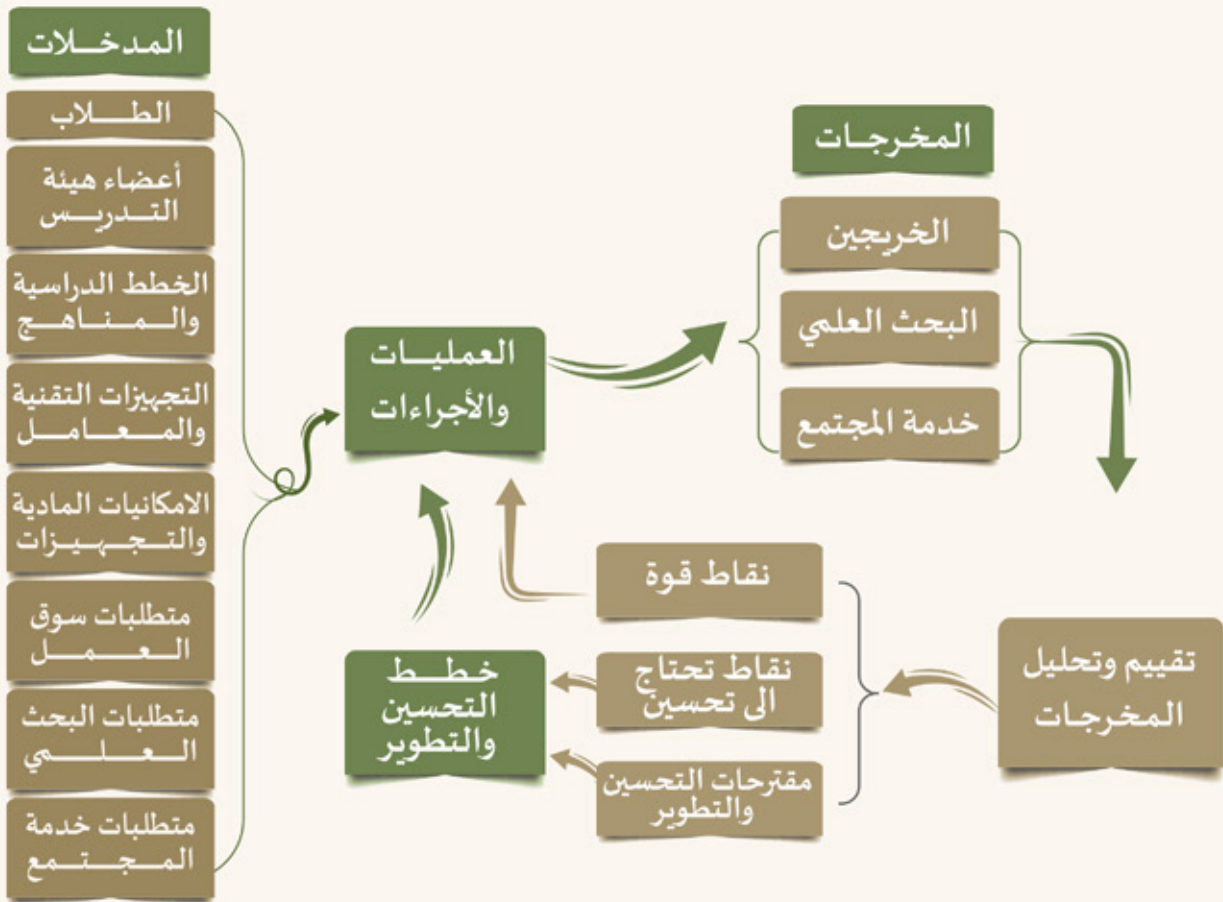 المدخلات
الطلاب
أعضاء هيئة
التدريس
الخطط الدراسية
والمناهج
التجهيزات التقنية
والمعامل
الامكانيات المادية
والتجهيزات
متطلبات سوق
العمل
متطلبات البحث
العلمي
متطلبات خدمة
المجتمع
العمليات
والأجراءات
المخرجات
الخريجين
البحث العلمي
خدمة المجتمع
تقييم وتحليل
المخرجات
نقاط قوة
نقاط تحتاج
الى تحسين
مقترحات التحسين
والتطوير
خطط
التحسين
والتطوير